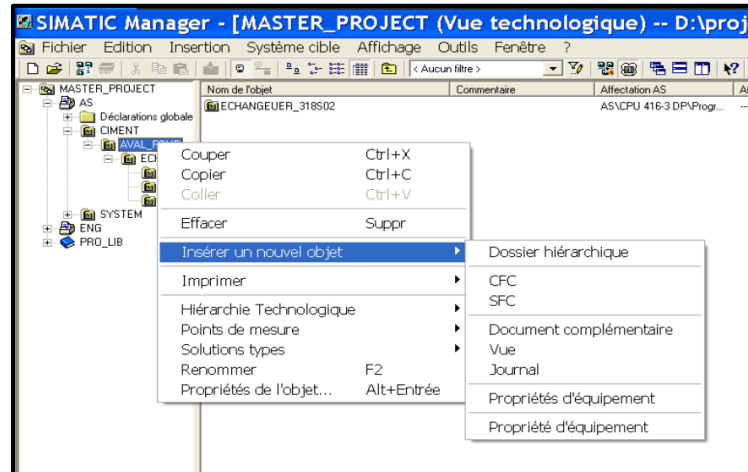 SIMATIC Manager - [MASTER_PROJECT (Vue technologique) -- D:\proj
Fichier Edition Insertion Système cible Affichage Outils Fenêtre ?
< Aucun filtre >
MASTER_PROJECT
AS
Déclarations globale
CIMENT
AVAL_FOUR
ECH
SYSTEM
ENG
PRO_LIB
Nom de l'objet Commentaire Affectation AS A
ECHANGEUER_318S02 AS\CPU 416-3 DP\Progr... ---
Couper Ctrl+X
Copier Ctrl+C
Coller Ctrl+V
Effacer Suppr
Insérer un nouvel objet
Imprimer
Hiérarchie Technologique
Points de mesure
Solutions types
Renommer F2
Propriétés de l'objet... Alt+Entrée
Dossier hiérarchique
CFC
SFC
Document complémentaire
Vue
Journal
Propriétés d'équipement
Propriété d'équipement